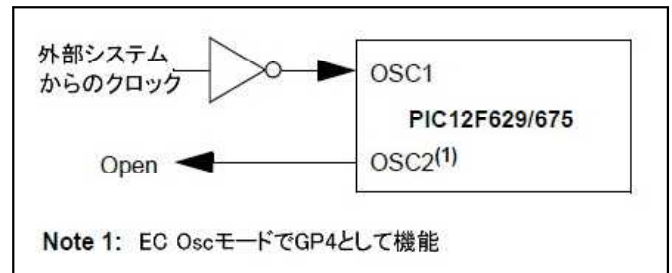 外部システム
からのクロック
OSC1
PIC12F629/675
Open
OSC2(1)
Note 1: EC OscモードでGP4として機能